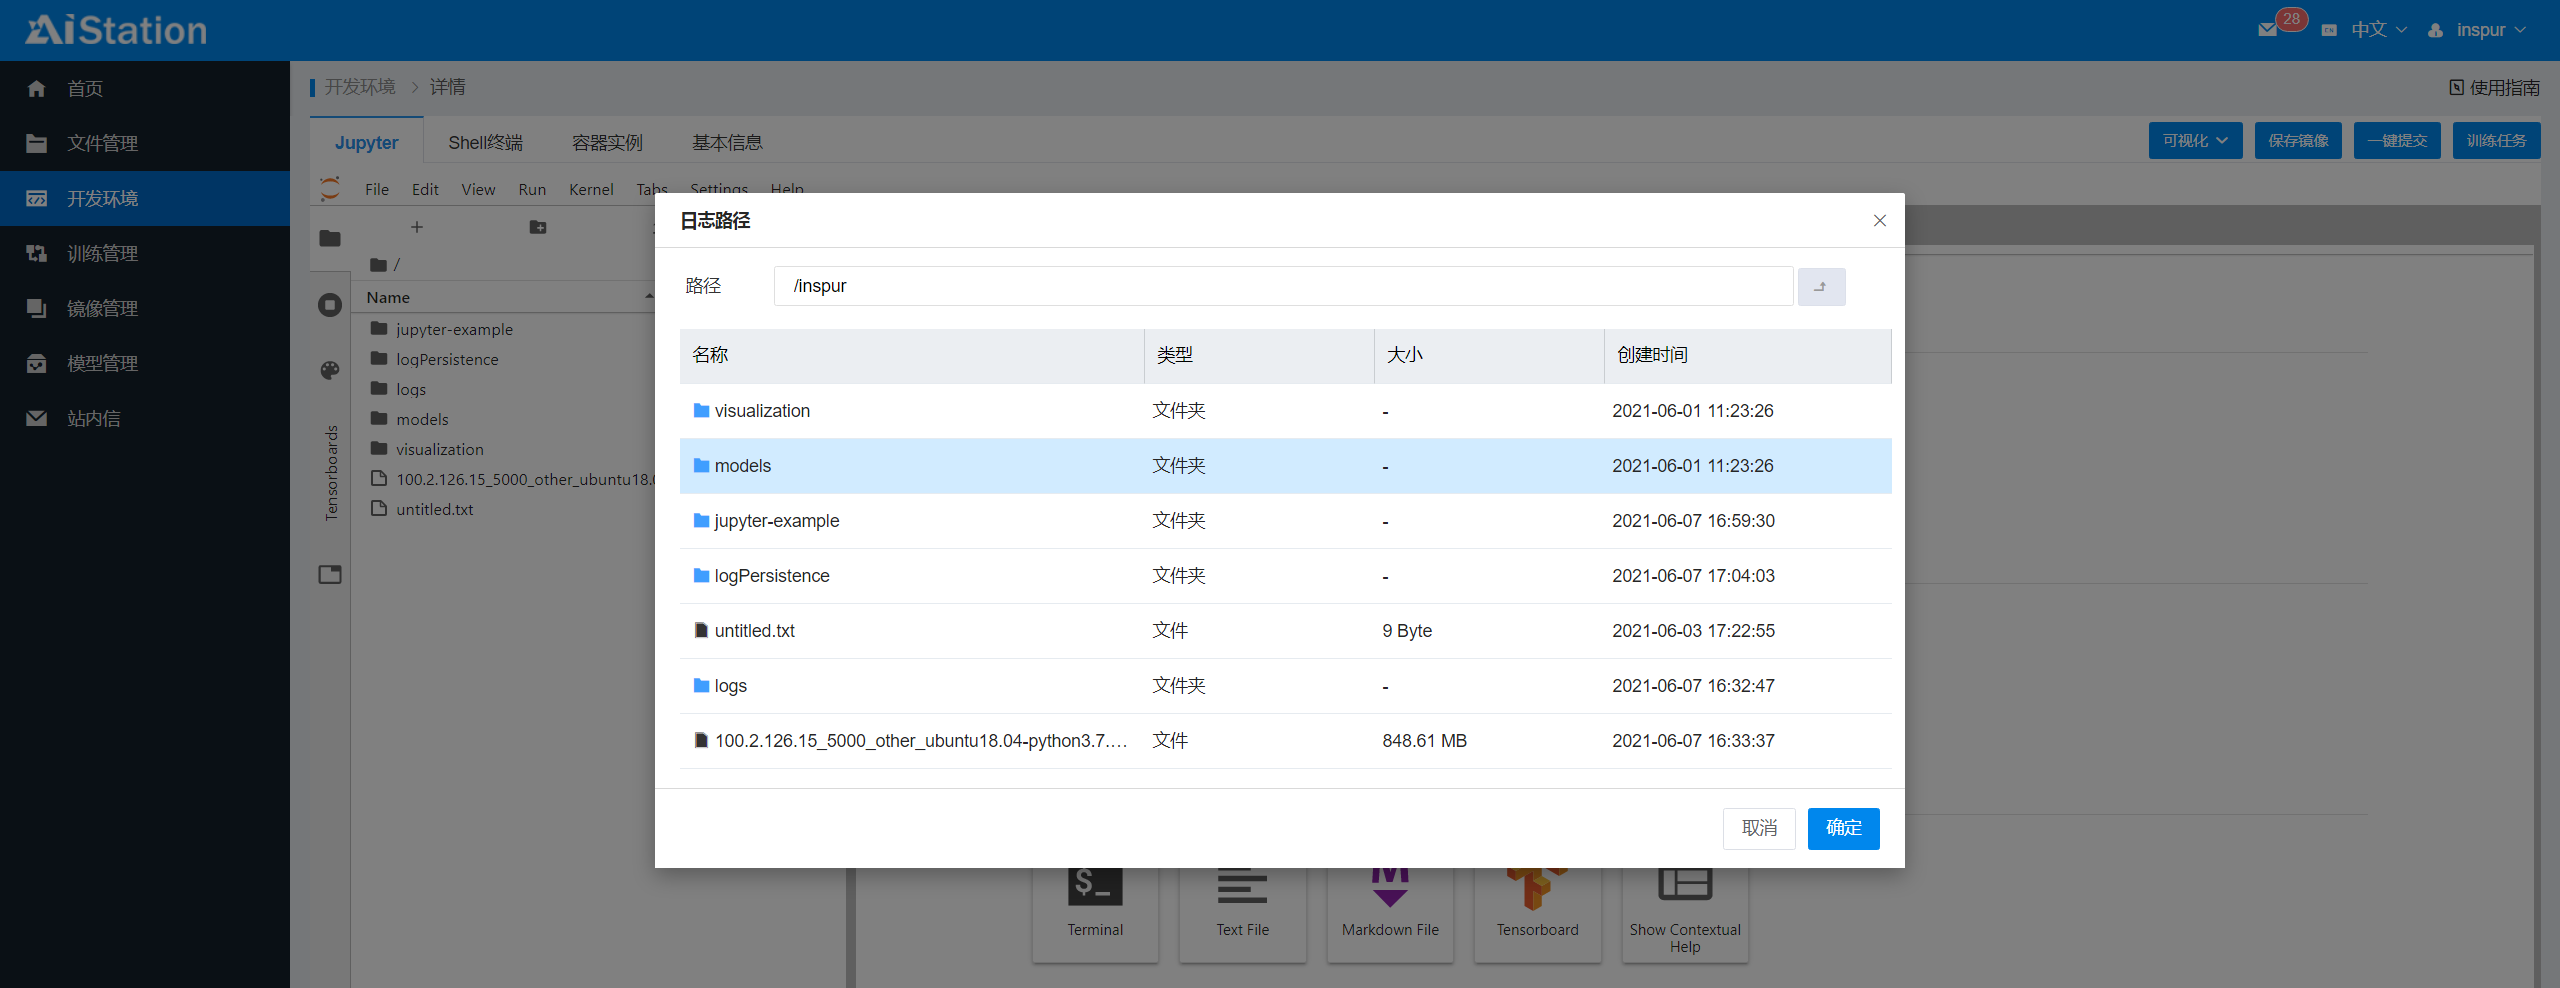 AiStation
28
中文
inspur
首页
文件管理
开发环境
训练管理
镜像管理
模型管理
站内信
开发环境 > 详情
使用指南
Jupyter Shell终端 容器实例 基本信息
可视化 保存镜像 一键提交 训练任务
File Edit View Run Kernel Tabs Settings Help
/
Name
jupyter-example
logPersistence
logs
models
visualization
100.2.126.15_5000_other_ubuntu18.
untitled.txt
Tensorboards
日志路径
路径 /inspur
名称 类型 大小 创建时间
visualization 文件夹 - 2021-06-01 11:23:26
models 文件夹 - 2021-06-01 11:23:26
jupyter-example 文件夹 - 2021-06-07 16:59:30
logPersistence 文件夹 - 2021-06-07 17:04:03
untitled.txt 文件 9 Byte 2021-06-03 17:22:55
logs 文件夹 - 2021-06-07 16:32:47
100.2.126.15_5000_other_ubuntu18.04-python3.7.... 文件 848.61 MB 2021-06-07 16:33:37
取消 确定
$_
M
Terminal
Text File
Markdown File
Tensorboard
Show Contextual
Help